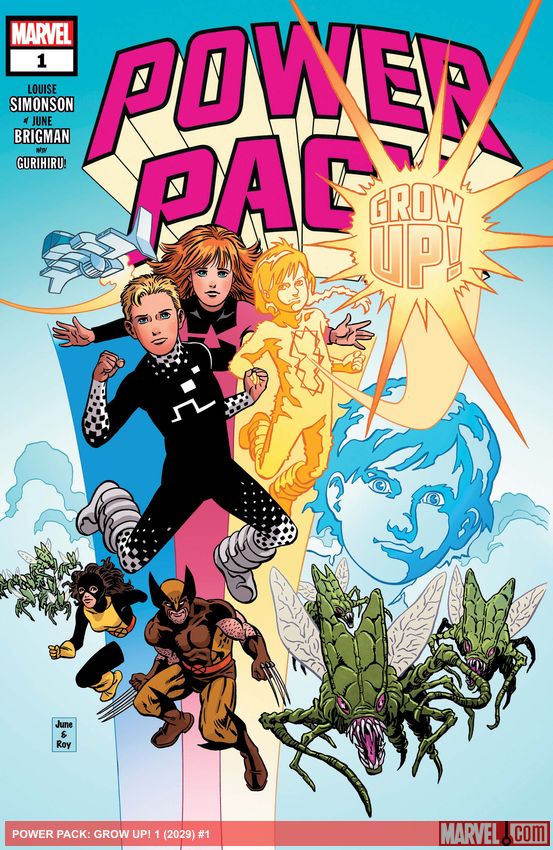 MARVEL
1
LOUISE
SIMONSON
& JUNE
BRIGMAN
WITH
GURIHIRU!
POWER
PAC
GROW
UP!
June
&
Roy
POWER PACK: GROW UP! 1 (2029) #1
MARVEL.com